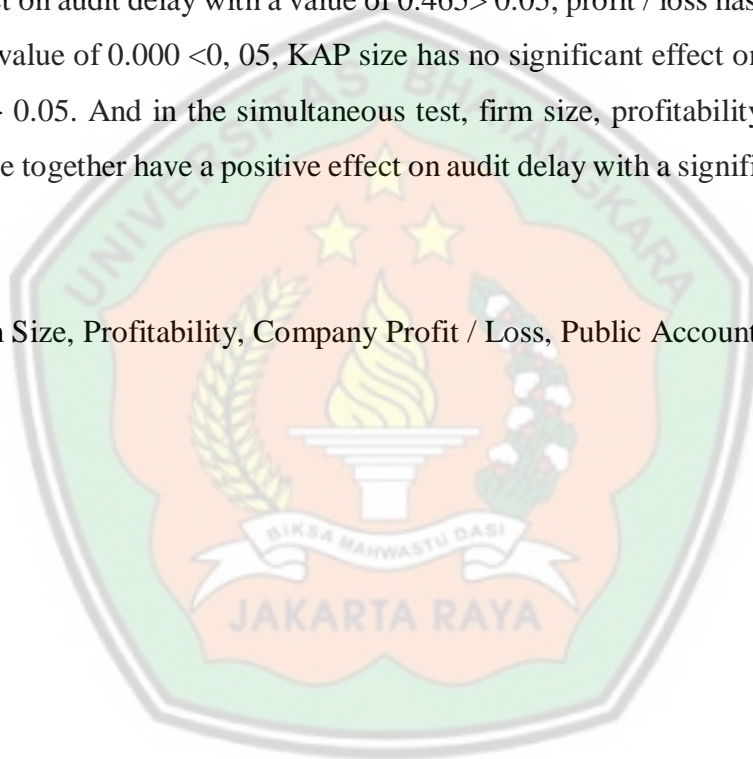 ct on audit delay with a value of 0.465> 0.05, profit / loss has
value of 0.000 <0, 05, KAP size has no significant effect on
0.05. And in the simultaneous test, firm size, profitability
e together have a positive effect on audit delay with a signifi
Size, Profitability, Company Profit / Loss, Public Account
UNIVERSITAS BHAYANGKARA
BIKSA MAHWASTU DASI
JAKARTA RAYA